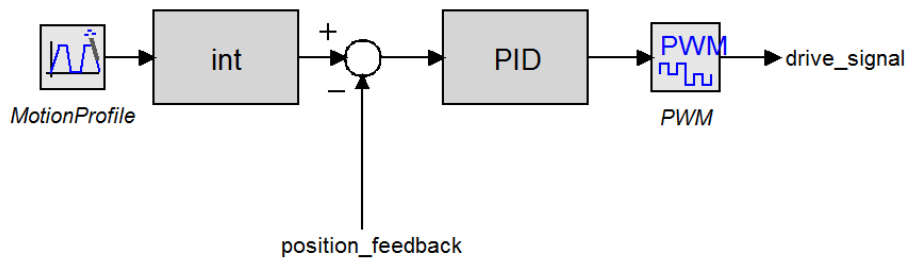 int
+
PID
PWM
drive_signal
−
MotionProfile
PWM
position_feedback